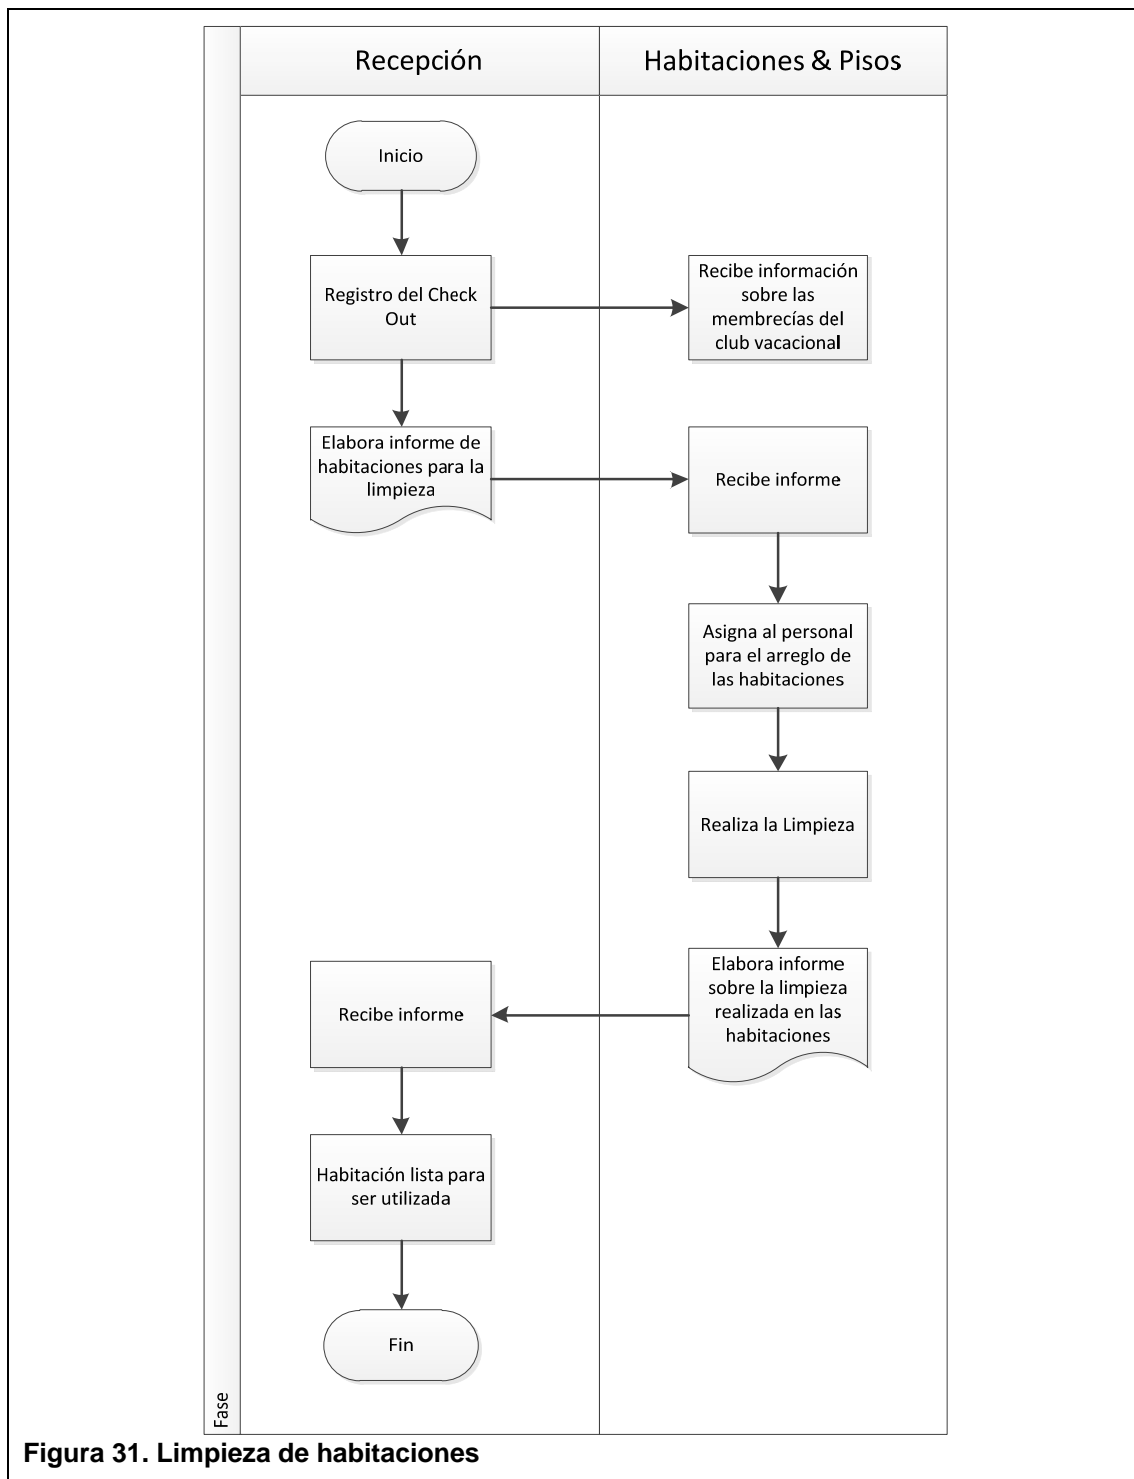 Recepción
Habitaciones & Pisos
Inicio
Registro del Check
Out
Recibe información
sobre las
membrecías del
club vacacional
Elabora informe de
habitaciones para la
limpieza
Recibe informe
Asigna al personal
para el arreglo de
las habitaciones
Realiza la Limpieza
Elabora informe
sobre la limpieza
realizada en las
habitaciones
Recibe informe
Habitación lista para
ser utilizada
Fin
Fase
Figura 31. Limpieza de habitaciones